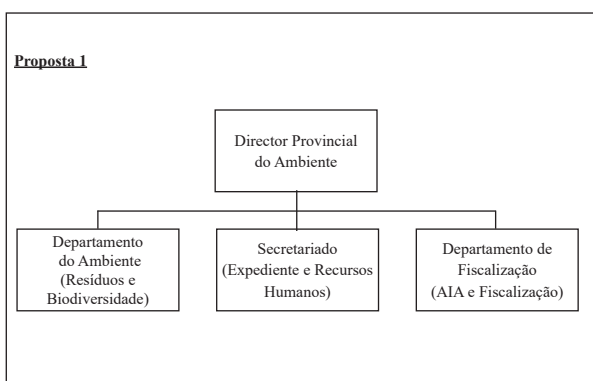 Proposta 1
Director Provincial
do Ambiente
Departamento
do Ambiente
(Resíduos e
Biodiversidade)
Secretariado
(Expediente e Recursos
Humanos)
Departamento de
Fiscalização
(AIA e Fiscalização)